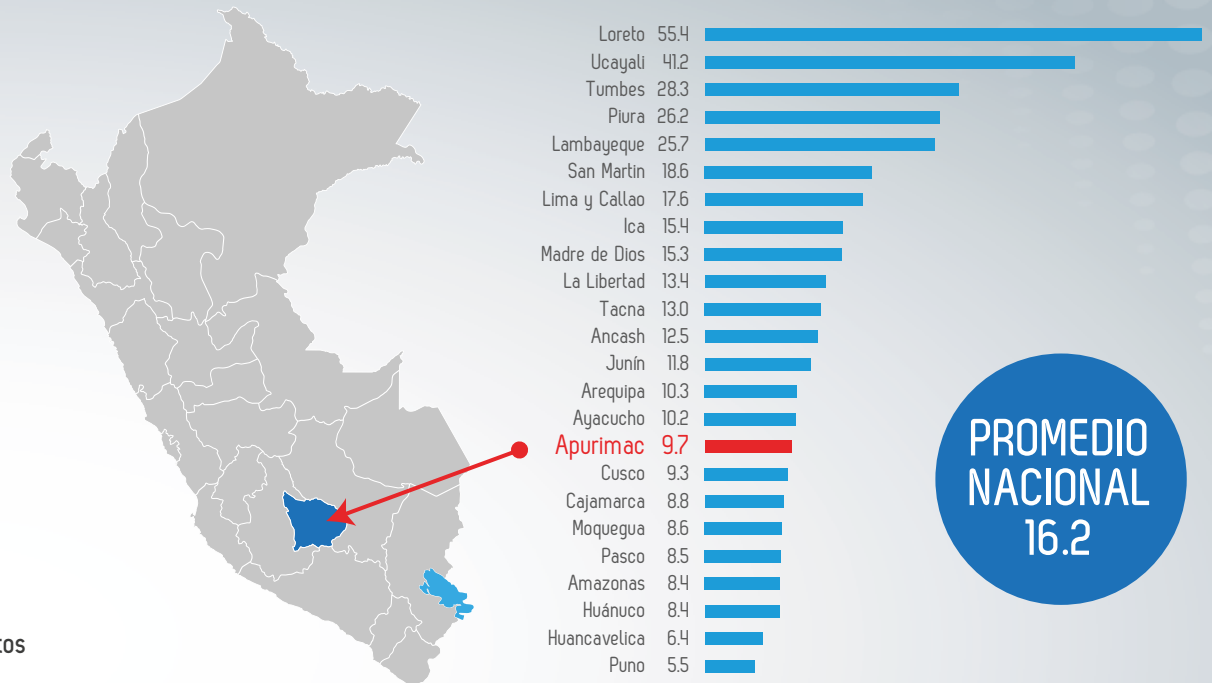 Loreto 55.4
Ucayali 41.2
Tumbes 28.3
Piura 26.2
Lambayeque 25.7
San Martin 18.6
Lima y Callao 17.6
Ica 15.4
Madre de Dios 15.3
La Libertad 13.4
Tacna 13.0
Ancash 12.5
Junín 11.8
Arequipa 10.3
Ayacucho 10.2
Apurimac 9.7
Cusco 9.3
Cajamarca 8.8
Moquegua 8.6
Pasco 8.5
Amazonas 8.4
Huánuco 8.4
Huancavelica 6.4
Puno 5.5
PROMEDIO
NACIONAL
16.2
tos